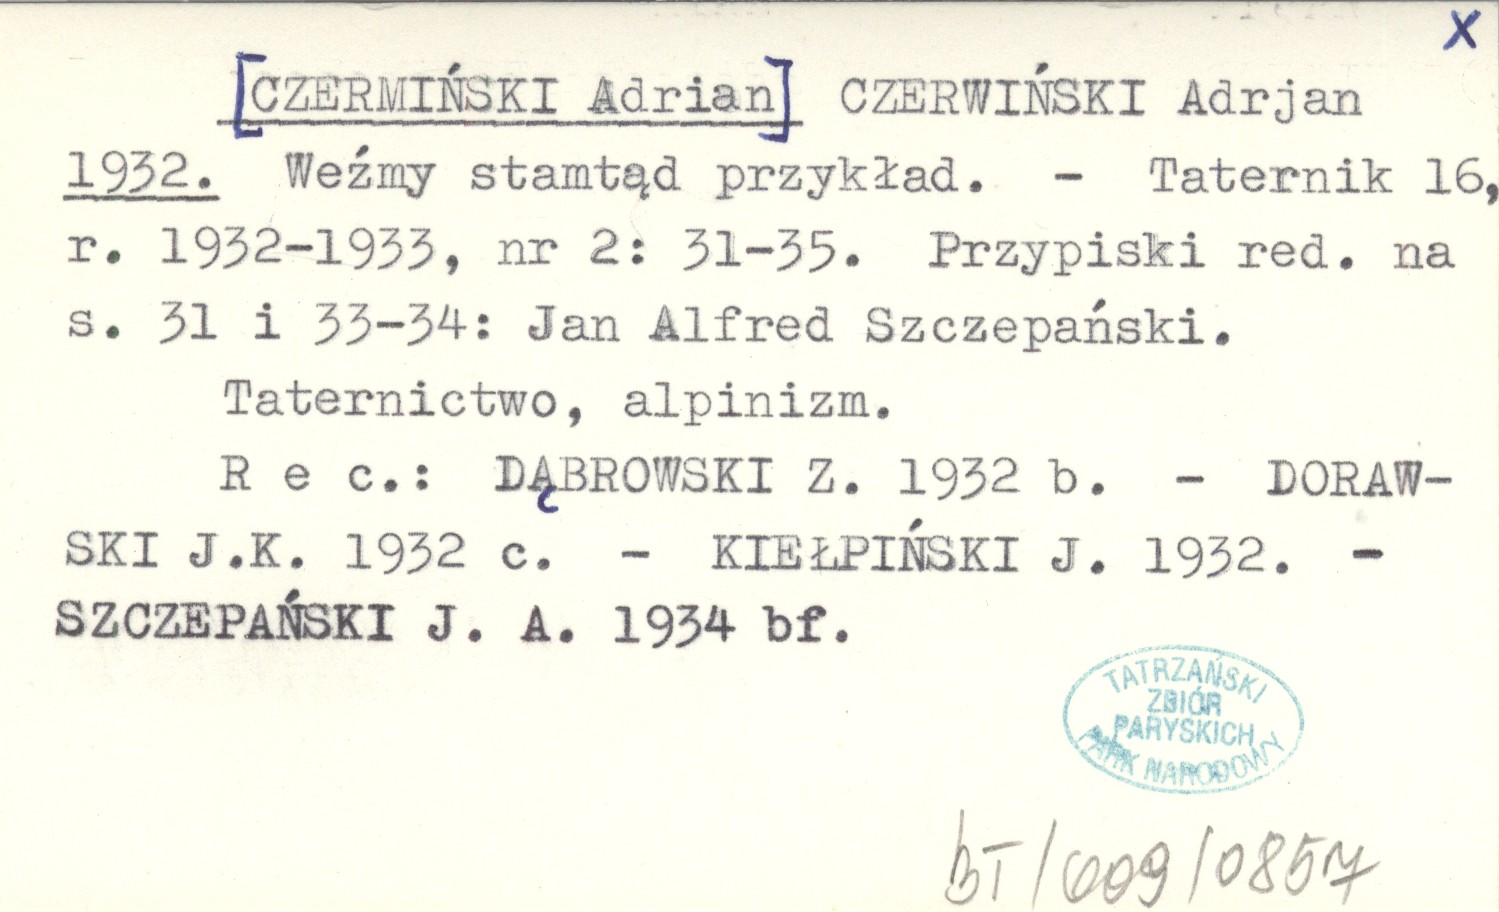 X
[CZERMIŃSKI Adrian] CZERWIŃSKI Adrjan
1932. Weźmy stamtąd przykład. - Taternik 16,
r. 1932-1933, nr 2: 31-35. Przypiski red. na
s. 31 i 33-34: Jan Alfred Szczepański.
Taternictwo, alpinizm.
R e c.: DĄBROWSKI Z. 1932 b. - DORAW-
SKI J.K. 1932 c. - KIEŁPIŃSKI J. 1932. -
SZCZEPAŃSKI J. A. 1934 bf.
TATRZAŃSKI
ZBIÓR
PARYSKICH
PARK NARODOWY
BT/009/0857